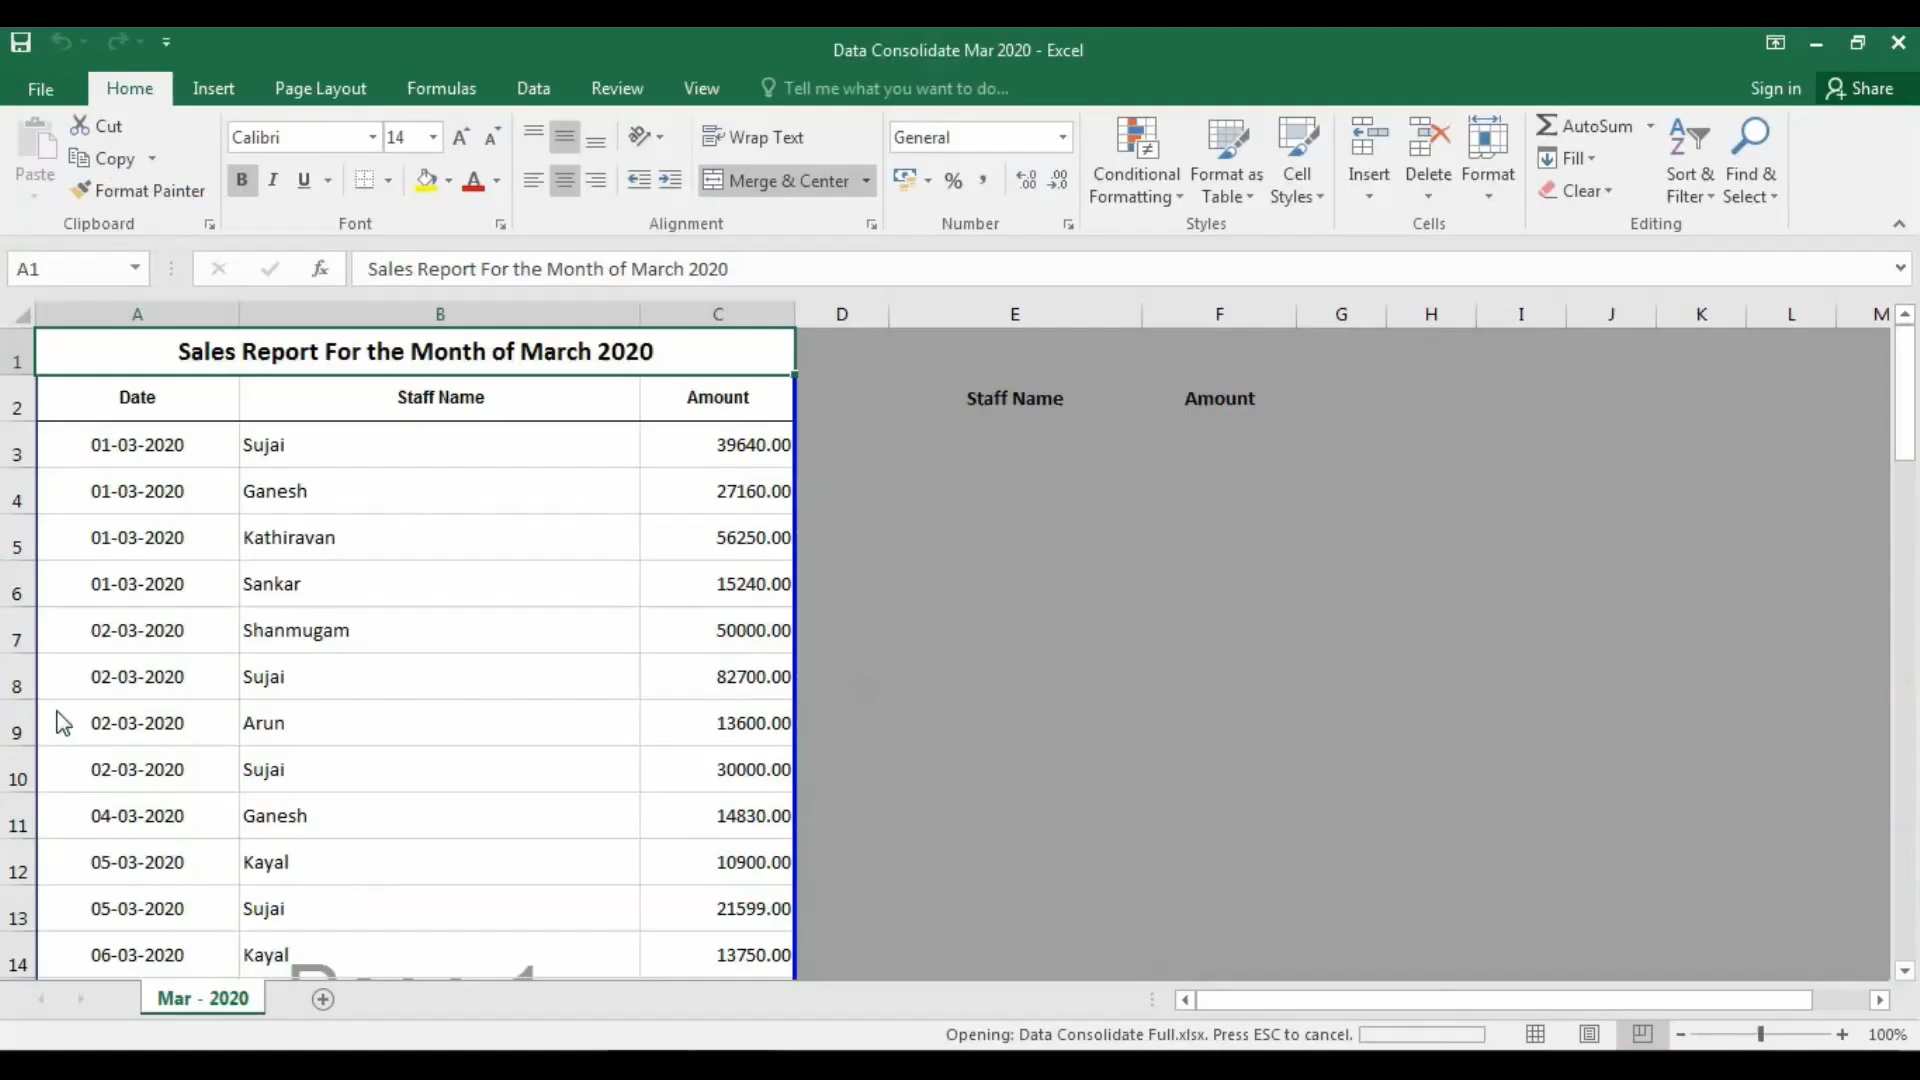 Data Consolidate Mar 2020 - Excel
File Home Insert Page Layout Formulas Data Review View Tell me what you want to do... Sign in Share
Cut
Copy
Format Painter
Paste
Clipboard
Calibri 14
B I U A
Font
Wrap Text
Merge & Center
Alignment
General
%
Number
Conditional Formatting
Format as Table
Cell Styles
Styles
Insert Delete Format
Cells
AutoSum
Fill
Clear
Sort & Filter
Find & Select
Editing
A1 fx Sales Report For the Month of March 2020
A B C D E F G H I J K L M
1 Sales Report For the Month of March 2020
2 Date Staff Name Amount Staff Name Amount
3 01-03-2020 Sujai 39640.00
4 01-03-2020 Ganesh 27160.00
5 01-03-2020 Kathiravan 56250.00
6 01-03-2020 Sankar 15240.00
7 02-03-2020 Shanmugam 50000.00
8 02-03-2020 Sujai 82700.00
9 02-03-2020 Arun 13600.00
10 02-03-2020 Sujai 30000.00
11 04-03-2020 Ganesh 14830.00
12 05-03-2020 Kayal 10900.00
13 05-03-2020 Sujai 21599.00
14 06-03-2020 Kayal 13750.00
Mar - 2020
Opening: Data Consolidate Full.xlsx. Press ESC to cancel. 100%